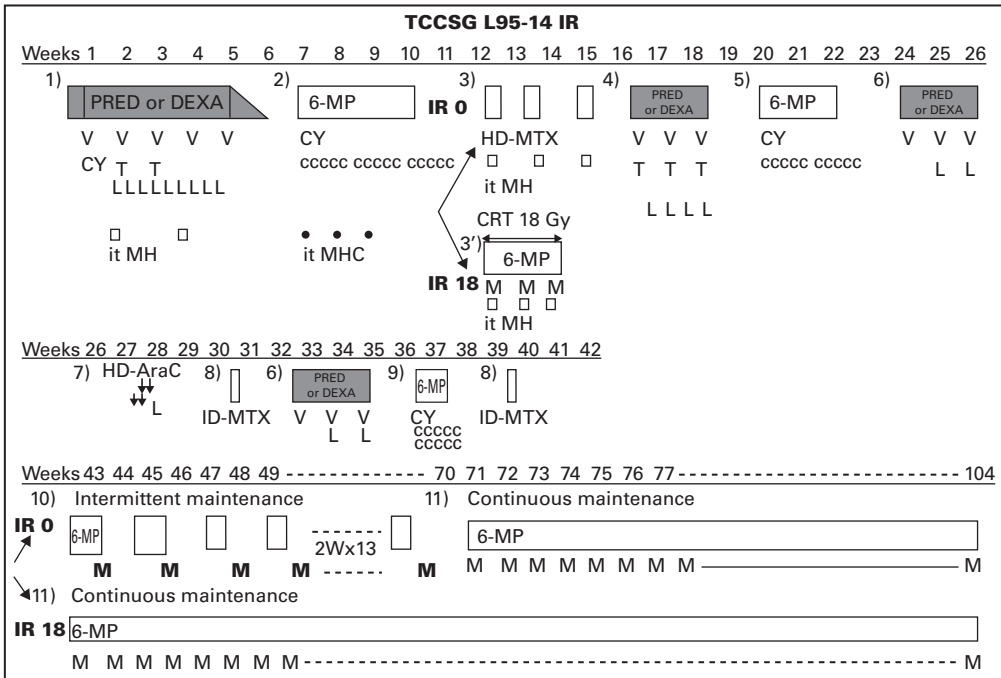 TCCSG L95-14 IR
Weeks 1 2 3 4 5 6 7 8 9 10 11 12 13 14 15 16 17 18 19 20 21 22 23 24 25 26
1) 2) 3) 4) 5) 6)
PRED or DEXA 6-MP IR 0 PRED or DEXA 6-MP PRED or DEXA
V V V V V CY HD-MTX V V V CY V V V
CY T T ccccc ccccc ccccc T T T ccccc ccccc L L
LLLLLLLLL it MH L L L L
CRT 18 Gy
it MH it MHC 3') 6-MP
IR 18 M M M
it MH
Weeks 26 27 28 29 30 31 32 33 34 35 36 37 38 39 40 41 42
7) HD-AraC 8) 6) PRED or DEXA 9) 6-MP 8)
L ID-MTX V V V CY ID-MTX
L L ccccc
ccccc
Weeks 43 44 45 46 47 48 49 - - - - - - - - - - - - - - - 70 71 72 73 74 75 76 77 - - - - - - - - - - - - - - - - - - - - - - - - - - 104
10) Intermittent maintenance 11) Continuous maintenance
IR 0 6-MP 2Wx13 6-MP
M M M M - - - - - - M M M M M M M M M M
11) Continuous maintenance
IR 18 6-MP
M M M M M M M M - - - - - - - - - - - - - - - - - - - - - - - - - - - - - - - - - - - - - - - - - - - - - - - - - - - - - - - M